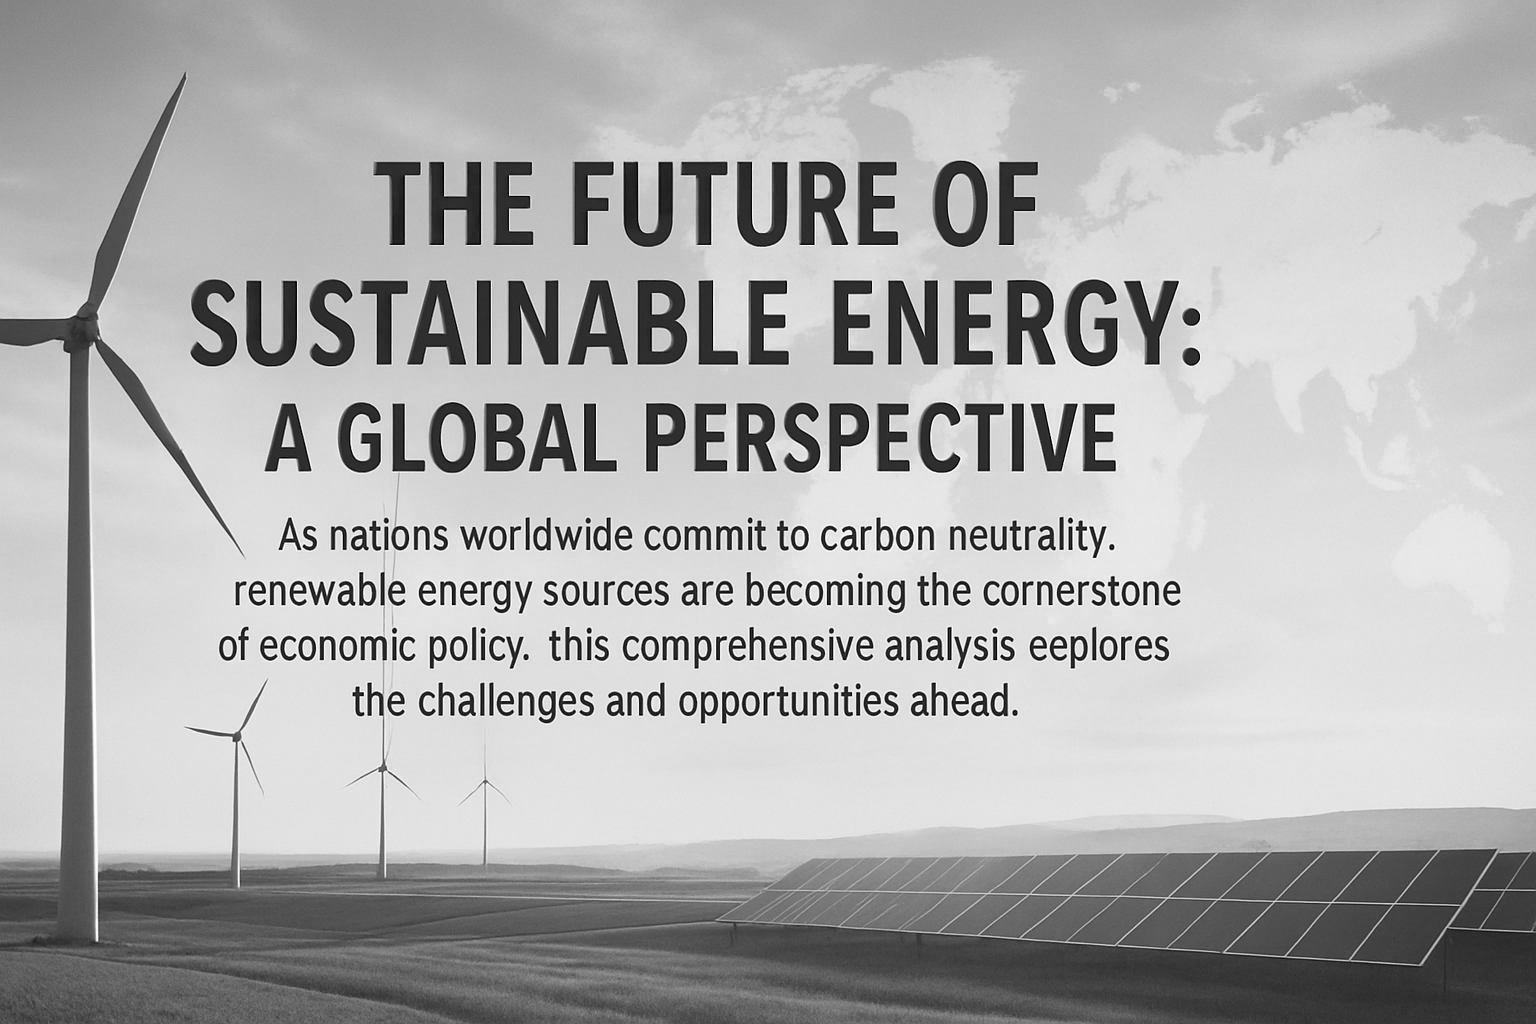 THE FUTURE OF
SUSTAINABLE ENERGY:
A GLOBAL PERSPECTIVE
As nations worldwide commit to carbon neutrality.
renewable energy sources are becoming the cornerstone
of economic policy. this comprehensive analysis eeplores
the challenges and opportunities ahead.